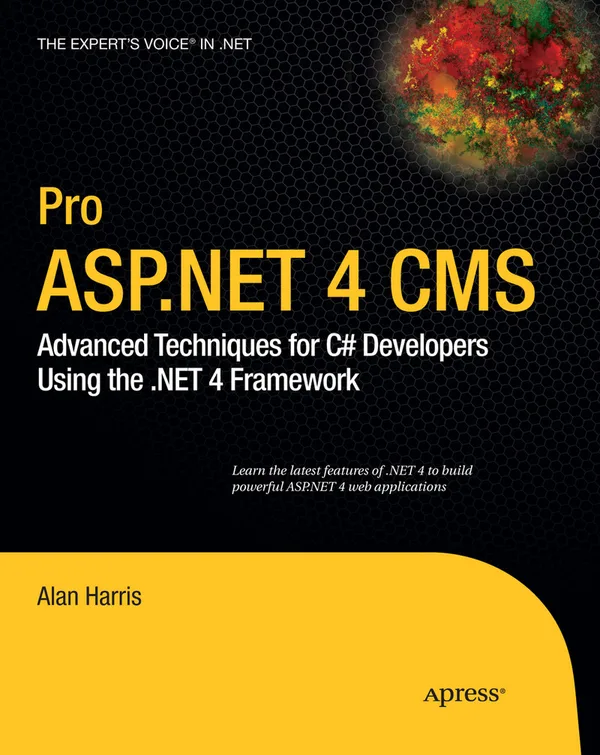 THE EXPERT'S VOICE® IN .NET
Pro
ASP.NET 4 CMS
Advanced Techniques for C# Developers
Using the .NET 4 Framework
Learn the latest features of .NET 4 to build
powerful ASP.NET 4 web applications
Alan Harris
Apress®